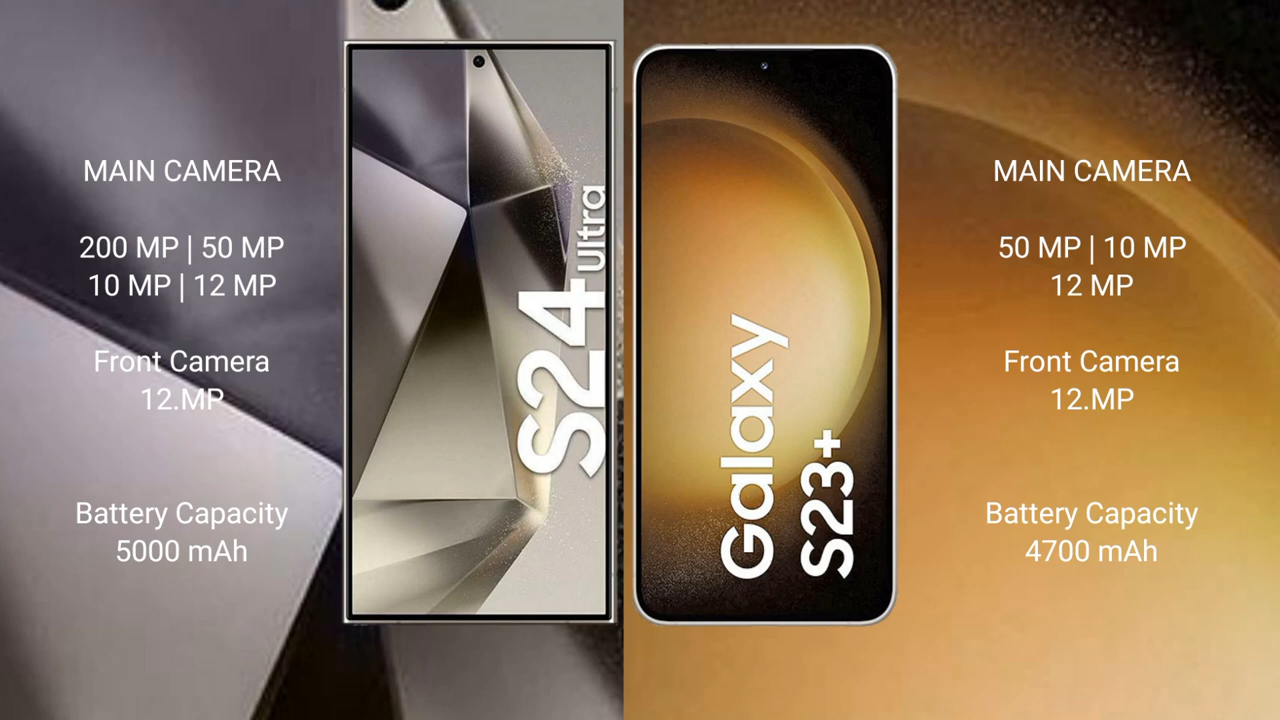 MAIN CAMERA
200 MP | 50 MP
10 MP | 12 MP
Front Camera
12.MP
Battery Capacity
5000 mAh
S24 Ultra
Galaxy
S23+
MAIN CAMERA
50 MP | 10 MP
12 MP
Front Camera
12.MP
Battery Capacity
4700 mAh